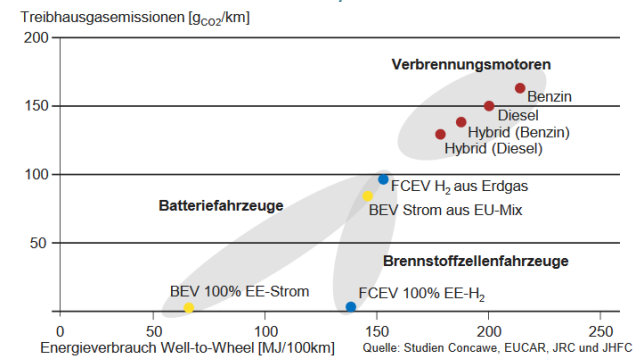 Treibhausgasemissionen [gCO2/km]
200
Verbrennungsmotoren
Benzin
150
Diesel
Hybrid (Benzin)
Hybrid (Diesel)
100
FCEV H2 aus Erdgas
Batteriefahrzeuge
BEV Strom aus EU-Mix
50
Brennstoffzellenfahrzeuge
BEV 100% EE-Strom
FCEV 100% EE-H2
0 50 100 150 200 250
Energieverbrauch Well-to-Wheel [MJ/100km] Quelle: Studien Concawe, EUCAR, JRC und JHFC